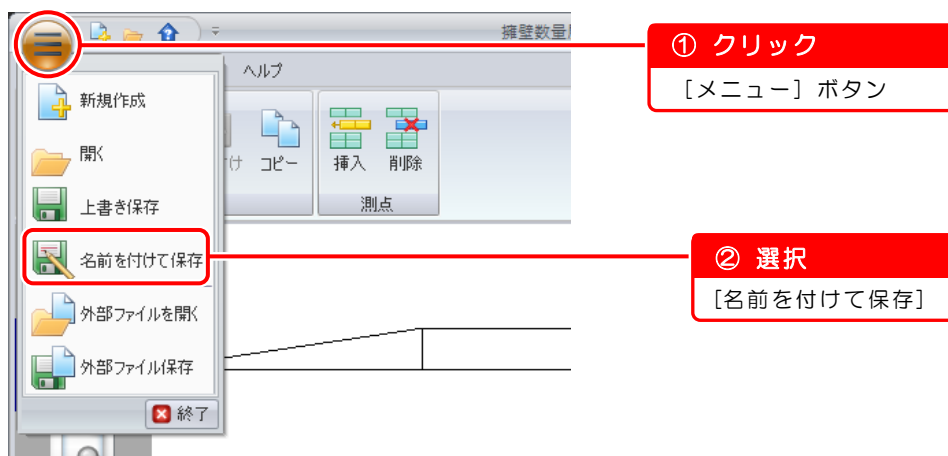 擁壁数量
① クリック
[メニュー] ボタン
ヘルプ
新規作成
開く
上書き保存
名前を付けて保存
外部ファイルを開く
外部ファイル保存
終了
け
コピー
挿入
削除
測点
② 選択
[名前を付けて保存]